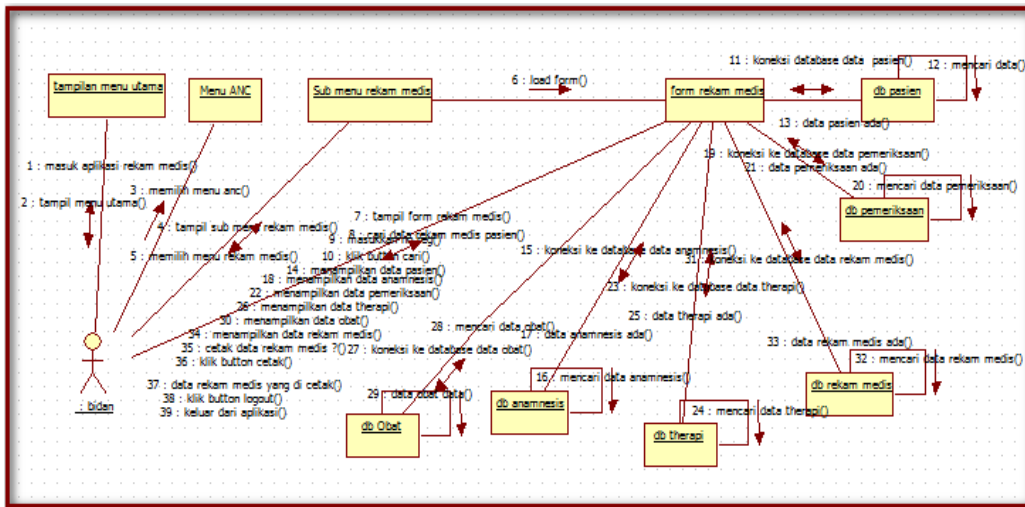 tampilan menu utama
Menu ANC
Sub menu rekam medis
6 : load form()
form rekam medis
11 : koneksi database data pasien()
12 : mencari data()
db pasien
13 : data pasien ada()
1 : masuk aplikasi rekam medis()
2 : tampil menu utama()
3 : memilih menu anc()
4 : tampil sub menu rekam medis()
5 : memilih menu rekam medis()
7 : tampil form rekam medis()
8 : cari data rekam medis pasien()
10 : klik button cari()
14 : menampilkan data pasien()
18 : menampilkan data anamnesis()
22 : menampilkan data pemeriksaan()
26 : menampilkan data therapi()
30 : menampilkan data obat()
34 : menampilkan data rekam medis()
35 : cetak data rekam medis ?()
36 : klik button cetak()
37 : data rekam medis yang di cetak()
38 : klik button logout()
39 : keluar dari aplikasi()
: bidan
19 : koneksi ke database data pemeriksaan()
21 : data pemeriksaan ada()
20 : mencari data pemeriksaan()
db pemeriksaan
15 : koneksi ke database data anamnesis()
31 : koneksi ke database data rekam medis()
23 : koneksi ke database data therapi()
25 : data therapi ada()
28 : mencari data obat()
17 : data anamnesis ada()
27 : koneksi ke database data obat()
33 : data rekam medis ada()
32 : mencari data rekam medis()
db rekam medis
16 : mencari data anamnesis()
db anamnesis
29 : data obat data()
db Obat
24 : mencari data therapi()
db therapi